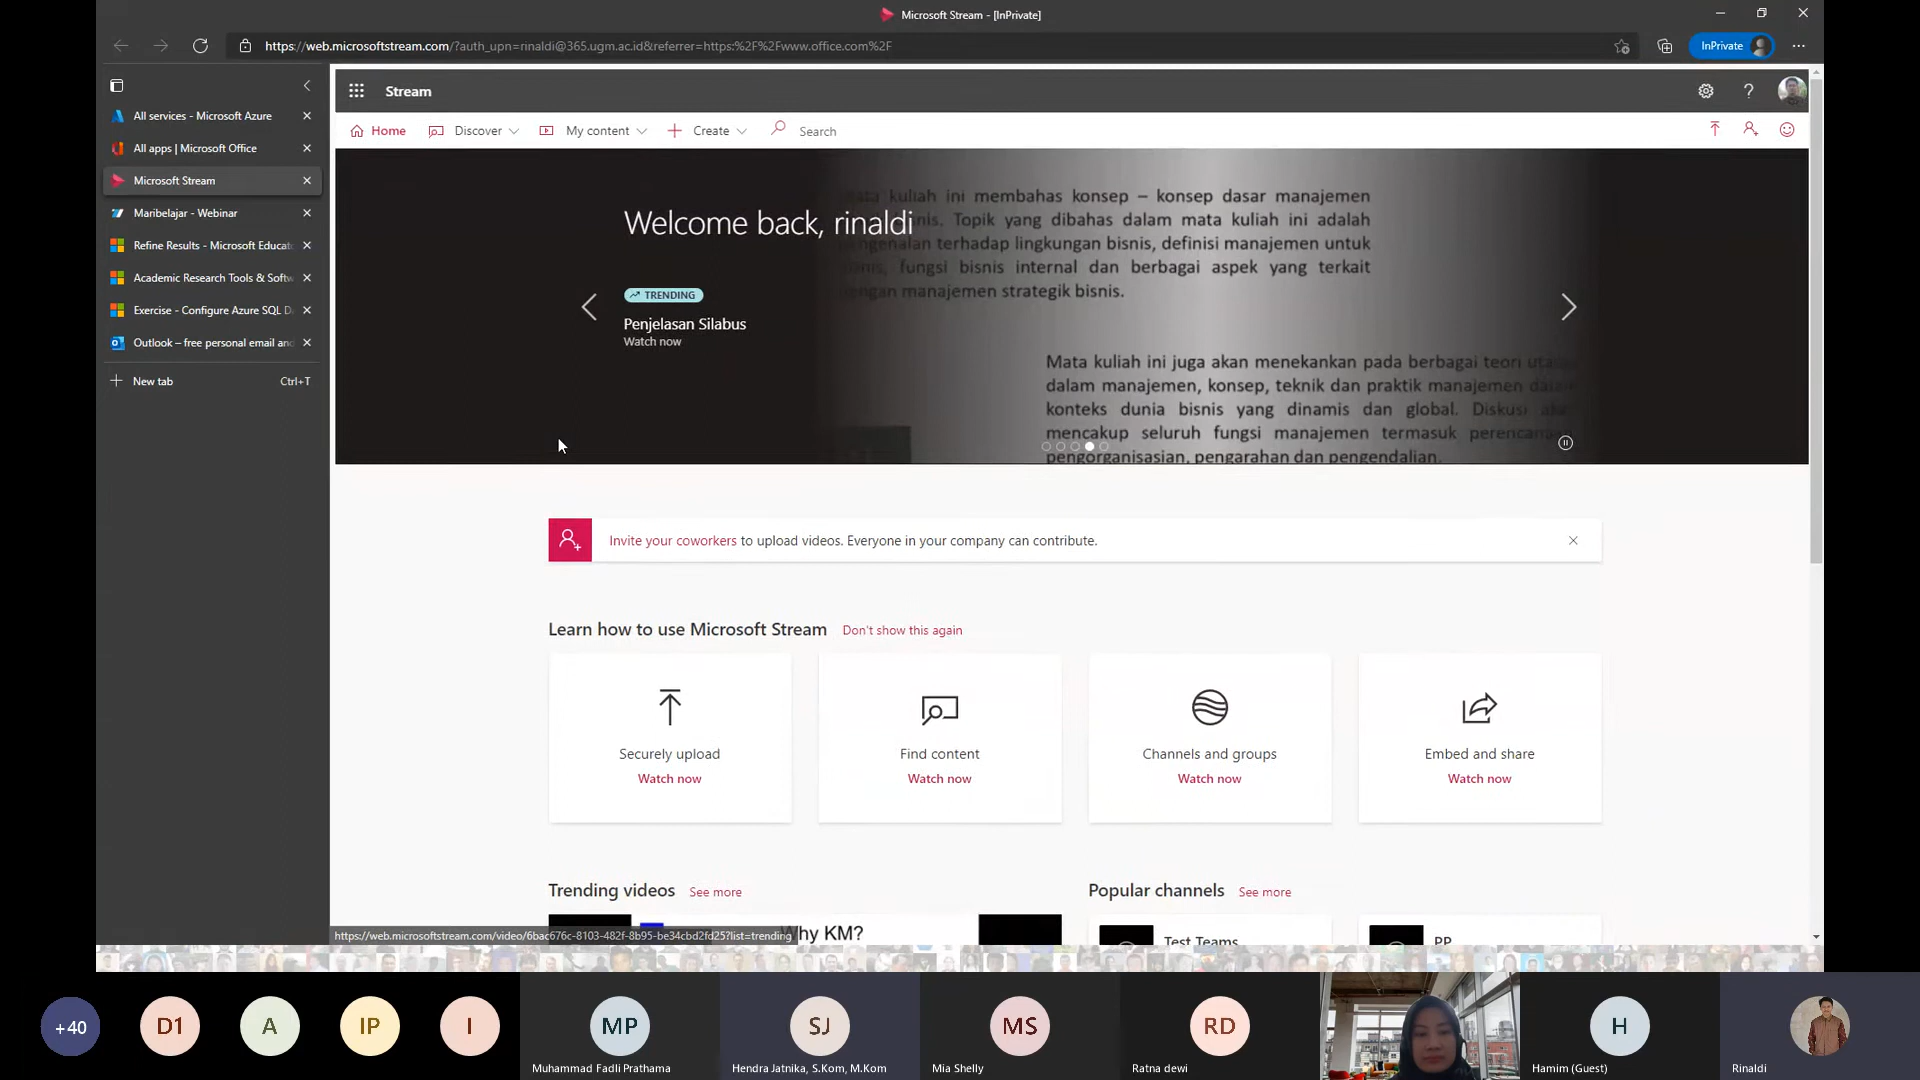 Microsoft Stream - [InPrivate]
https://web.microsoftstream.com/?auth_upn=rinaldi@365.ugm.ac.id&referrer=https:%2F%2Fwww.office.com%2F
InPrivate
All services - Microsoft Azure
All apps | Microsoft Office
Microsoft Stream
Maribelajar - Webinar
Refine Results - Microsoft Educat
Academic Research Tools & Softw
Exercise - Configure Azure SQL D
Outlook – free personal email and
New tab Ctrl+T
Stream
Home Discover My content Create Search
Welcome back, rinaldi
TRENDING
Penjelasan Silabus
Watch now
kuliah ini membahas konsep – konsep dasar manajemen
Topik yang dibahas dalam mata kuliah ini adalah
terhadap lingkungan bisnis, definisi manajemen untuk
fungsi bisnis internal dan berbagai aspek yang terkait
manajemen strategik bisnis.
Mata kuliah ini juga akan menekankan pada berbagai teori
dalam manajemen, konsep, teknik dan praktik manajemen
konteks dunia bisnis yang dinamis dan global. Diskusi
mencakup seluruh fungsi manajemen termasuk
pengorganisasian, pengarahan dan pengendalian.
Invite your coworkers to upload videos. Everyone in your company can contribute.
Learn how to use Microsoft Stream Don't show this again
Securely upload
Watch now
Find content
Watch now
Channels and groups
Watch now
Embed and share
Watch now
Trending videos See more
Popular channels See more
hy KM?
Test Teams
PP
https://web.microsoftstream.com/video/6bac676c-8103-482f-8b95-be34cbd2fd25?list=trending
+40
D1
A
IP
I
MP
SJ
MS
RD
H
Muhammad Fadli Prathama
Hendra Jatnika, S.Kom, M.Kom
Mia Shelly
Ratna dewi
Hamim (Guest)
Rinaldi